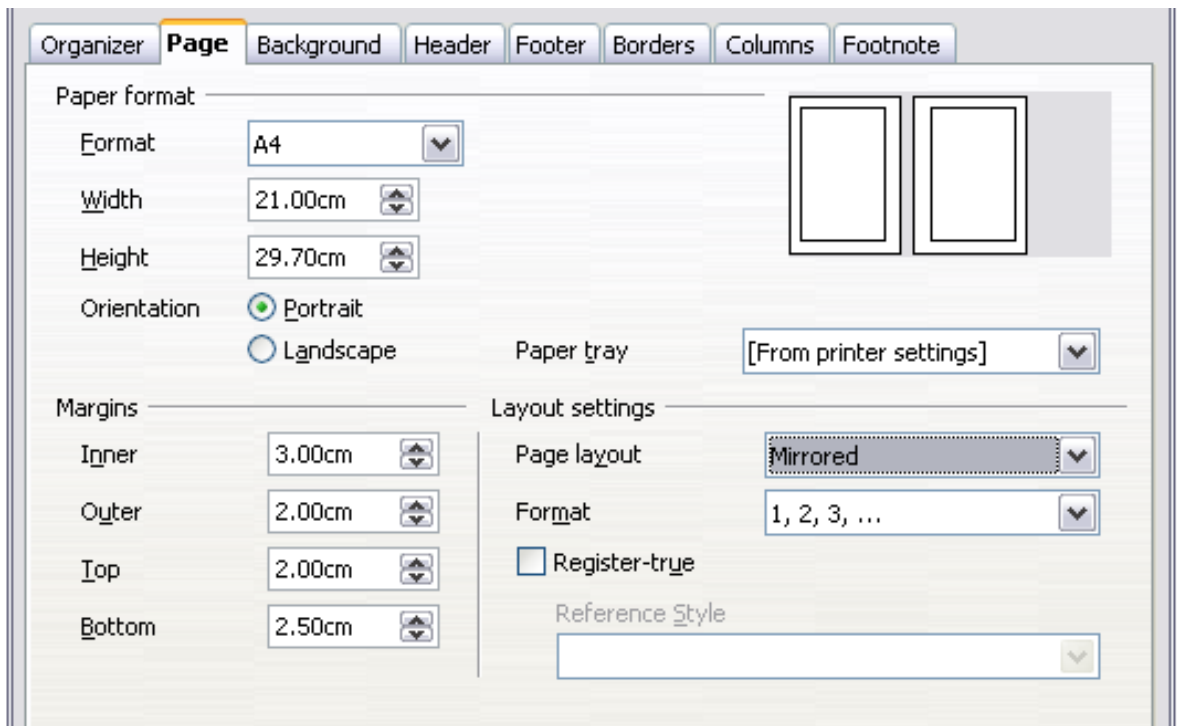 Organizer Page Background Header Footer Borders Columns Footnote
Paper format
Format A4
Width 21.00cm
Height 29.70cm
Orientation Portrait
Landscape Paper tray [From printer settings]
Margins Layout settings
Inner 3.00cm Page layout Mirrored
Outer 2.00cm Format 1, 2, 3, ...
Top 2.00cm Register-true
Bottom 2.50cm Reference Style